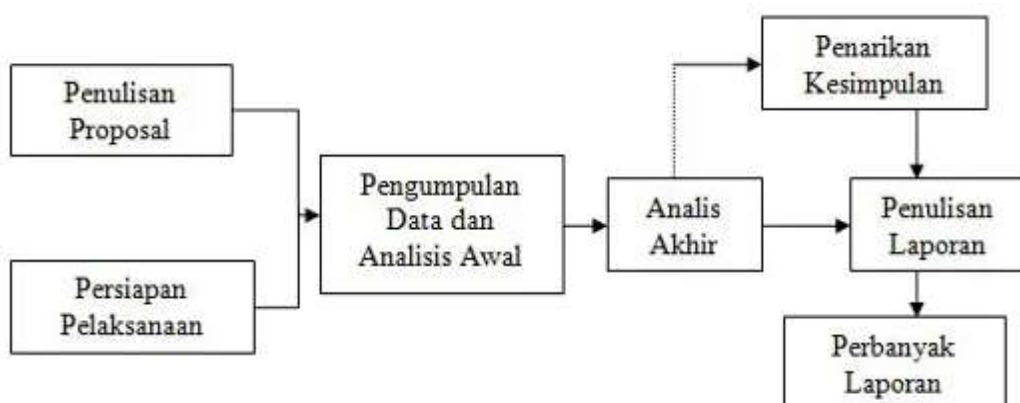 Penulisan
Proposal
Persiapan
Pelaksanaan
Pengumpulan
Data dan
Analisis Awal
Analis
Akhir
Penarikan
Kesimpulan
Penulisan
Laporan
Perbanyak
Laporan